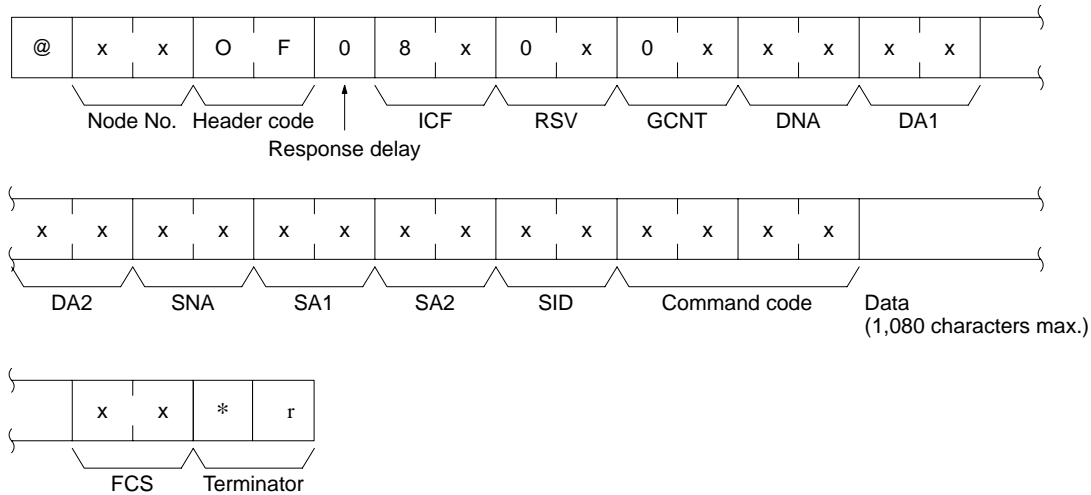 @ x x O F 0 8 x 0 x 0 x x x x x
Node No. Header code ICF RSV GCNT DNA DA1
Response delay
x x x x x x x x x x x x x x
DA2 SNA SA1 SA2 SID Command code Data
(1,080 characters max.)
x x * r
FCS Terminator